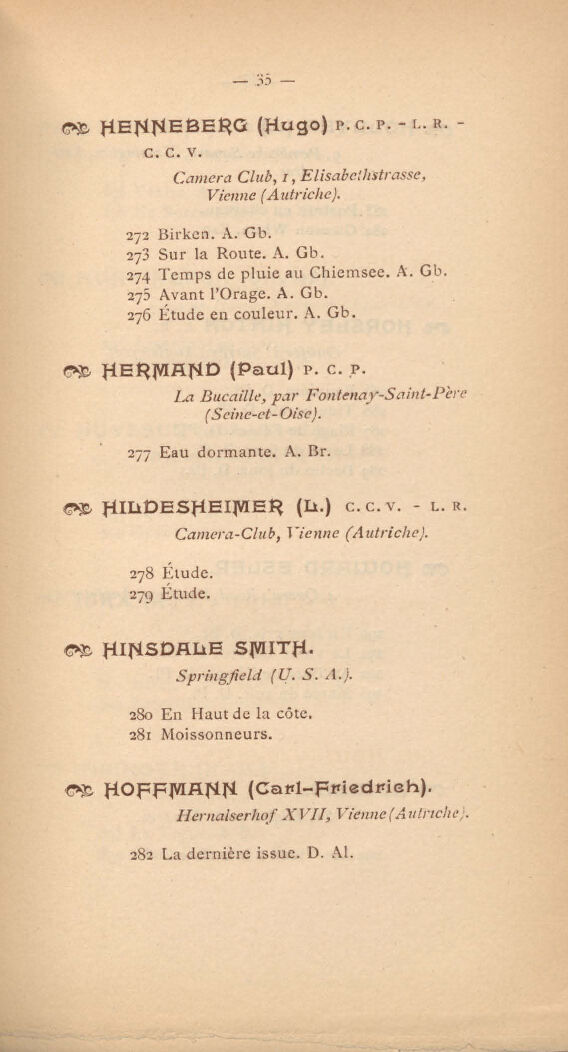 — 35 —
HENNEBERG (Hugo) P. C. P. - L. R. -
C. C. V.
Camera Club, 1, Elisabethstrasse,
Vienne (Autriche).
272 Birken. A. Gb.
273 Sur la Route. A. Gb.
274 Temps de pluie au Chiemsee. A. Gb.
275 Avant l'Orage. A. Gb.
276 Étude en couleur. A. Gb.
HERMAND (Paul) P. C. P.
La Bucaille, par Fontenay-Saint-Père
(Seine-et-Oise).
277 Eau dormante. A. Br.
HILDESHEIMER (L.) C. C. V. - L. R.
Camera-Club, Vienne (Autriche).
278 Étude.
279 Étude.
HINSDALE SMITH.
Springfield (U. S. A.).
280 En Haut de la côte.
281 Moissonneurs.
HOFFMANN (Carl-Friedrich).
Hernalserhof XVII, Vienne (Autriche).
282 La dernière issue. D. Al.